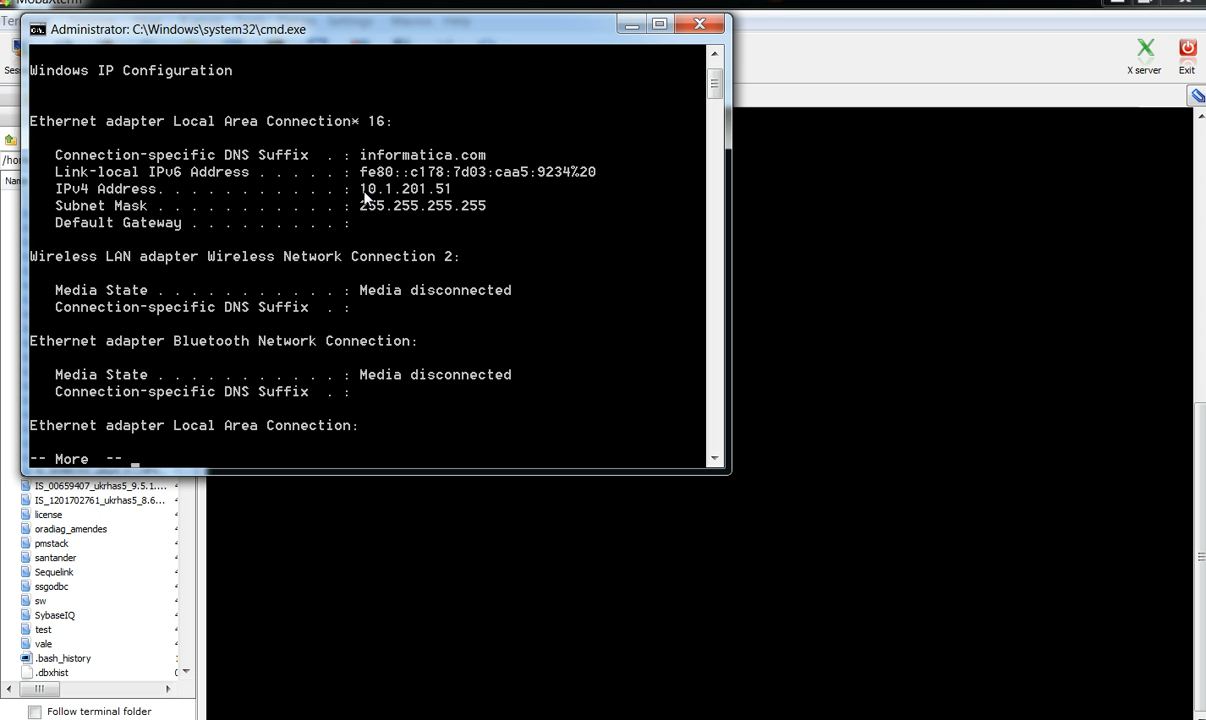 MobaXterm
Administrator: C:\Windows\system32\cmd.exe
X server
Exit
Windows IP Configuration
Ethernet adapter Local Area Connection* 16:
Connection-specific DNS Suffix . : informatica.com
Link-local IPv6 Address . . . . . : fe80::c178:7d03:caa5:9234%20
IPv4 Address. . . . . . . . . . . : 10.1.201.51
Subnet Mask . . . . . . . . . . . : 255.255.255.255
Default Gateway . . . . . . . . . :
Wireless LAN adapter Wireless Network Connection 2:
Media State . . . . . . . . . . . : Media disconnected
Connection-specific DNS Suffix . :
Ethernet adapter Bluetooth Network Connection:
Media State . . . . . . . . . . . : Media disconnected
Connection-specific DNS Suffix . :
Ethernet adapter Local Area Connection:
-- More --
IS_00659407_ukrhas5_9.5.1....
IS_1201702761_ukrhas5_8.6...
license
oradiag_amendes
pmstack
santander
Sequelink
ssgodbc
sw
SybaseIQ
test
vale
.bash_history
.dbxhist
Follow terminal folder